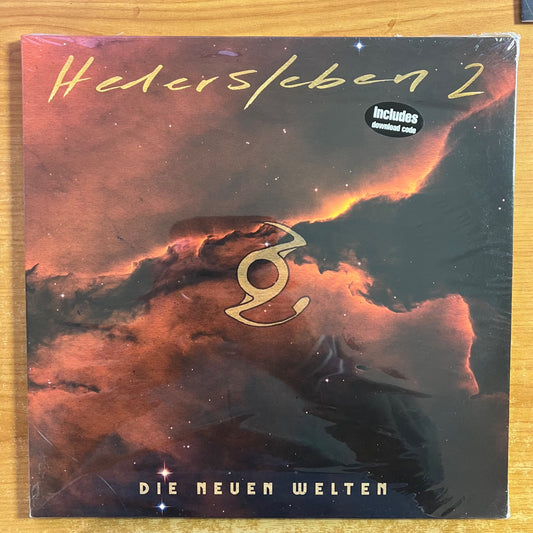 Hedersleben 2
Includes
download code
DIE NEUEN WELTEN